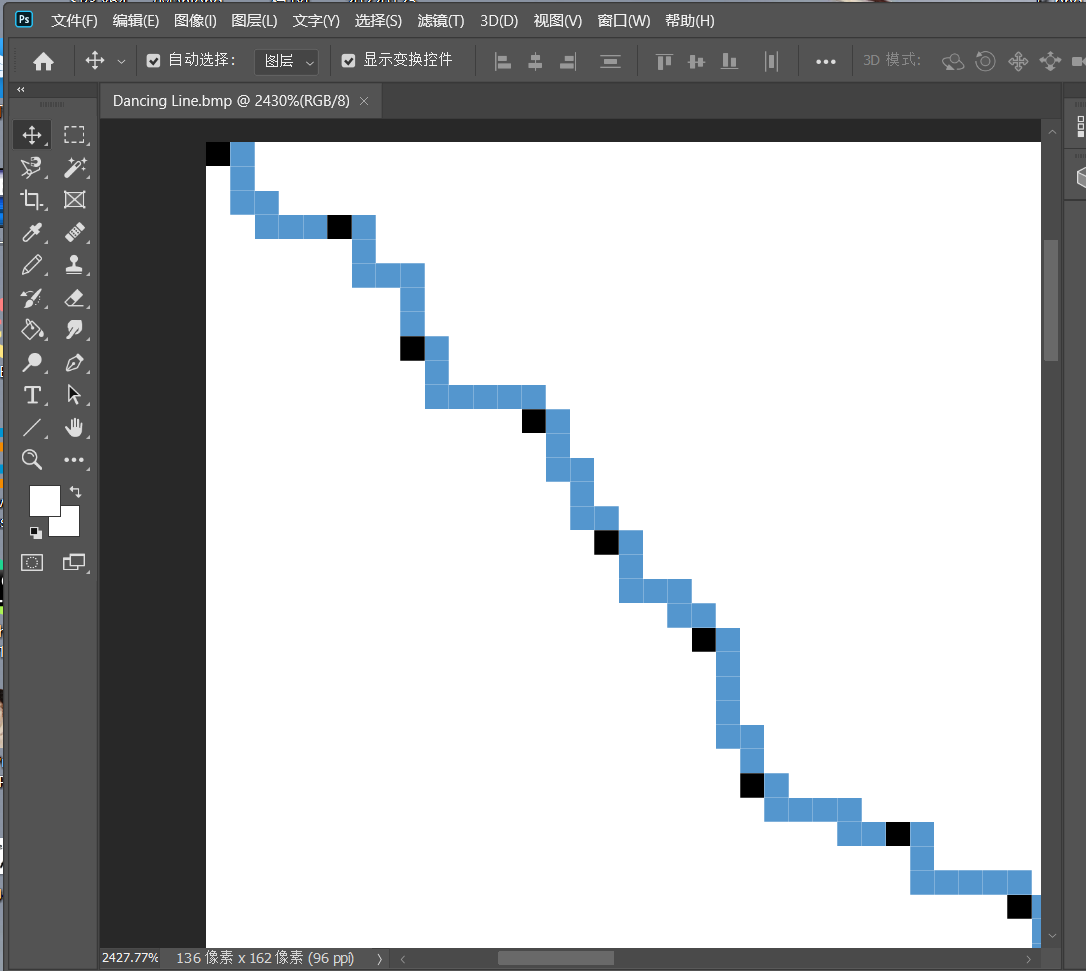 Ps 文件(F) 编辑(E) 图像(I) 图层(L) 文字(Y) 选择(S) 滤镜(T) 3D(D) 视图(V) 窗口(W) 帮助(H)
自动选择： 图层 显示变换控件 3D 模式：
Dancing Line.bmp @ 2430%(RGB/8)
2427.77% 136 像素 x 162 像素 (96 ppi)